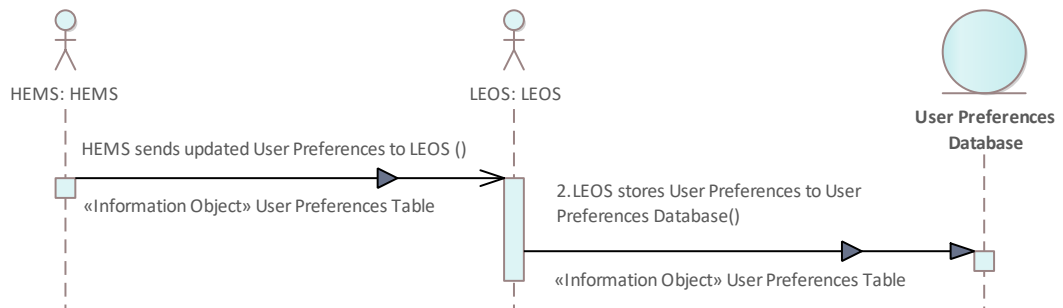 HEMS: HEMS
LEOS: LEOS
User Preferences
Database
HEMS sends updated User Preferences to LEOS ()
«Information Object» User Preferences Table
2.LEOS stores User Preferences to User
Preferences Database()
«Information Object» User Preferences Table